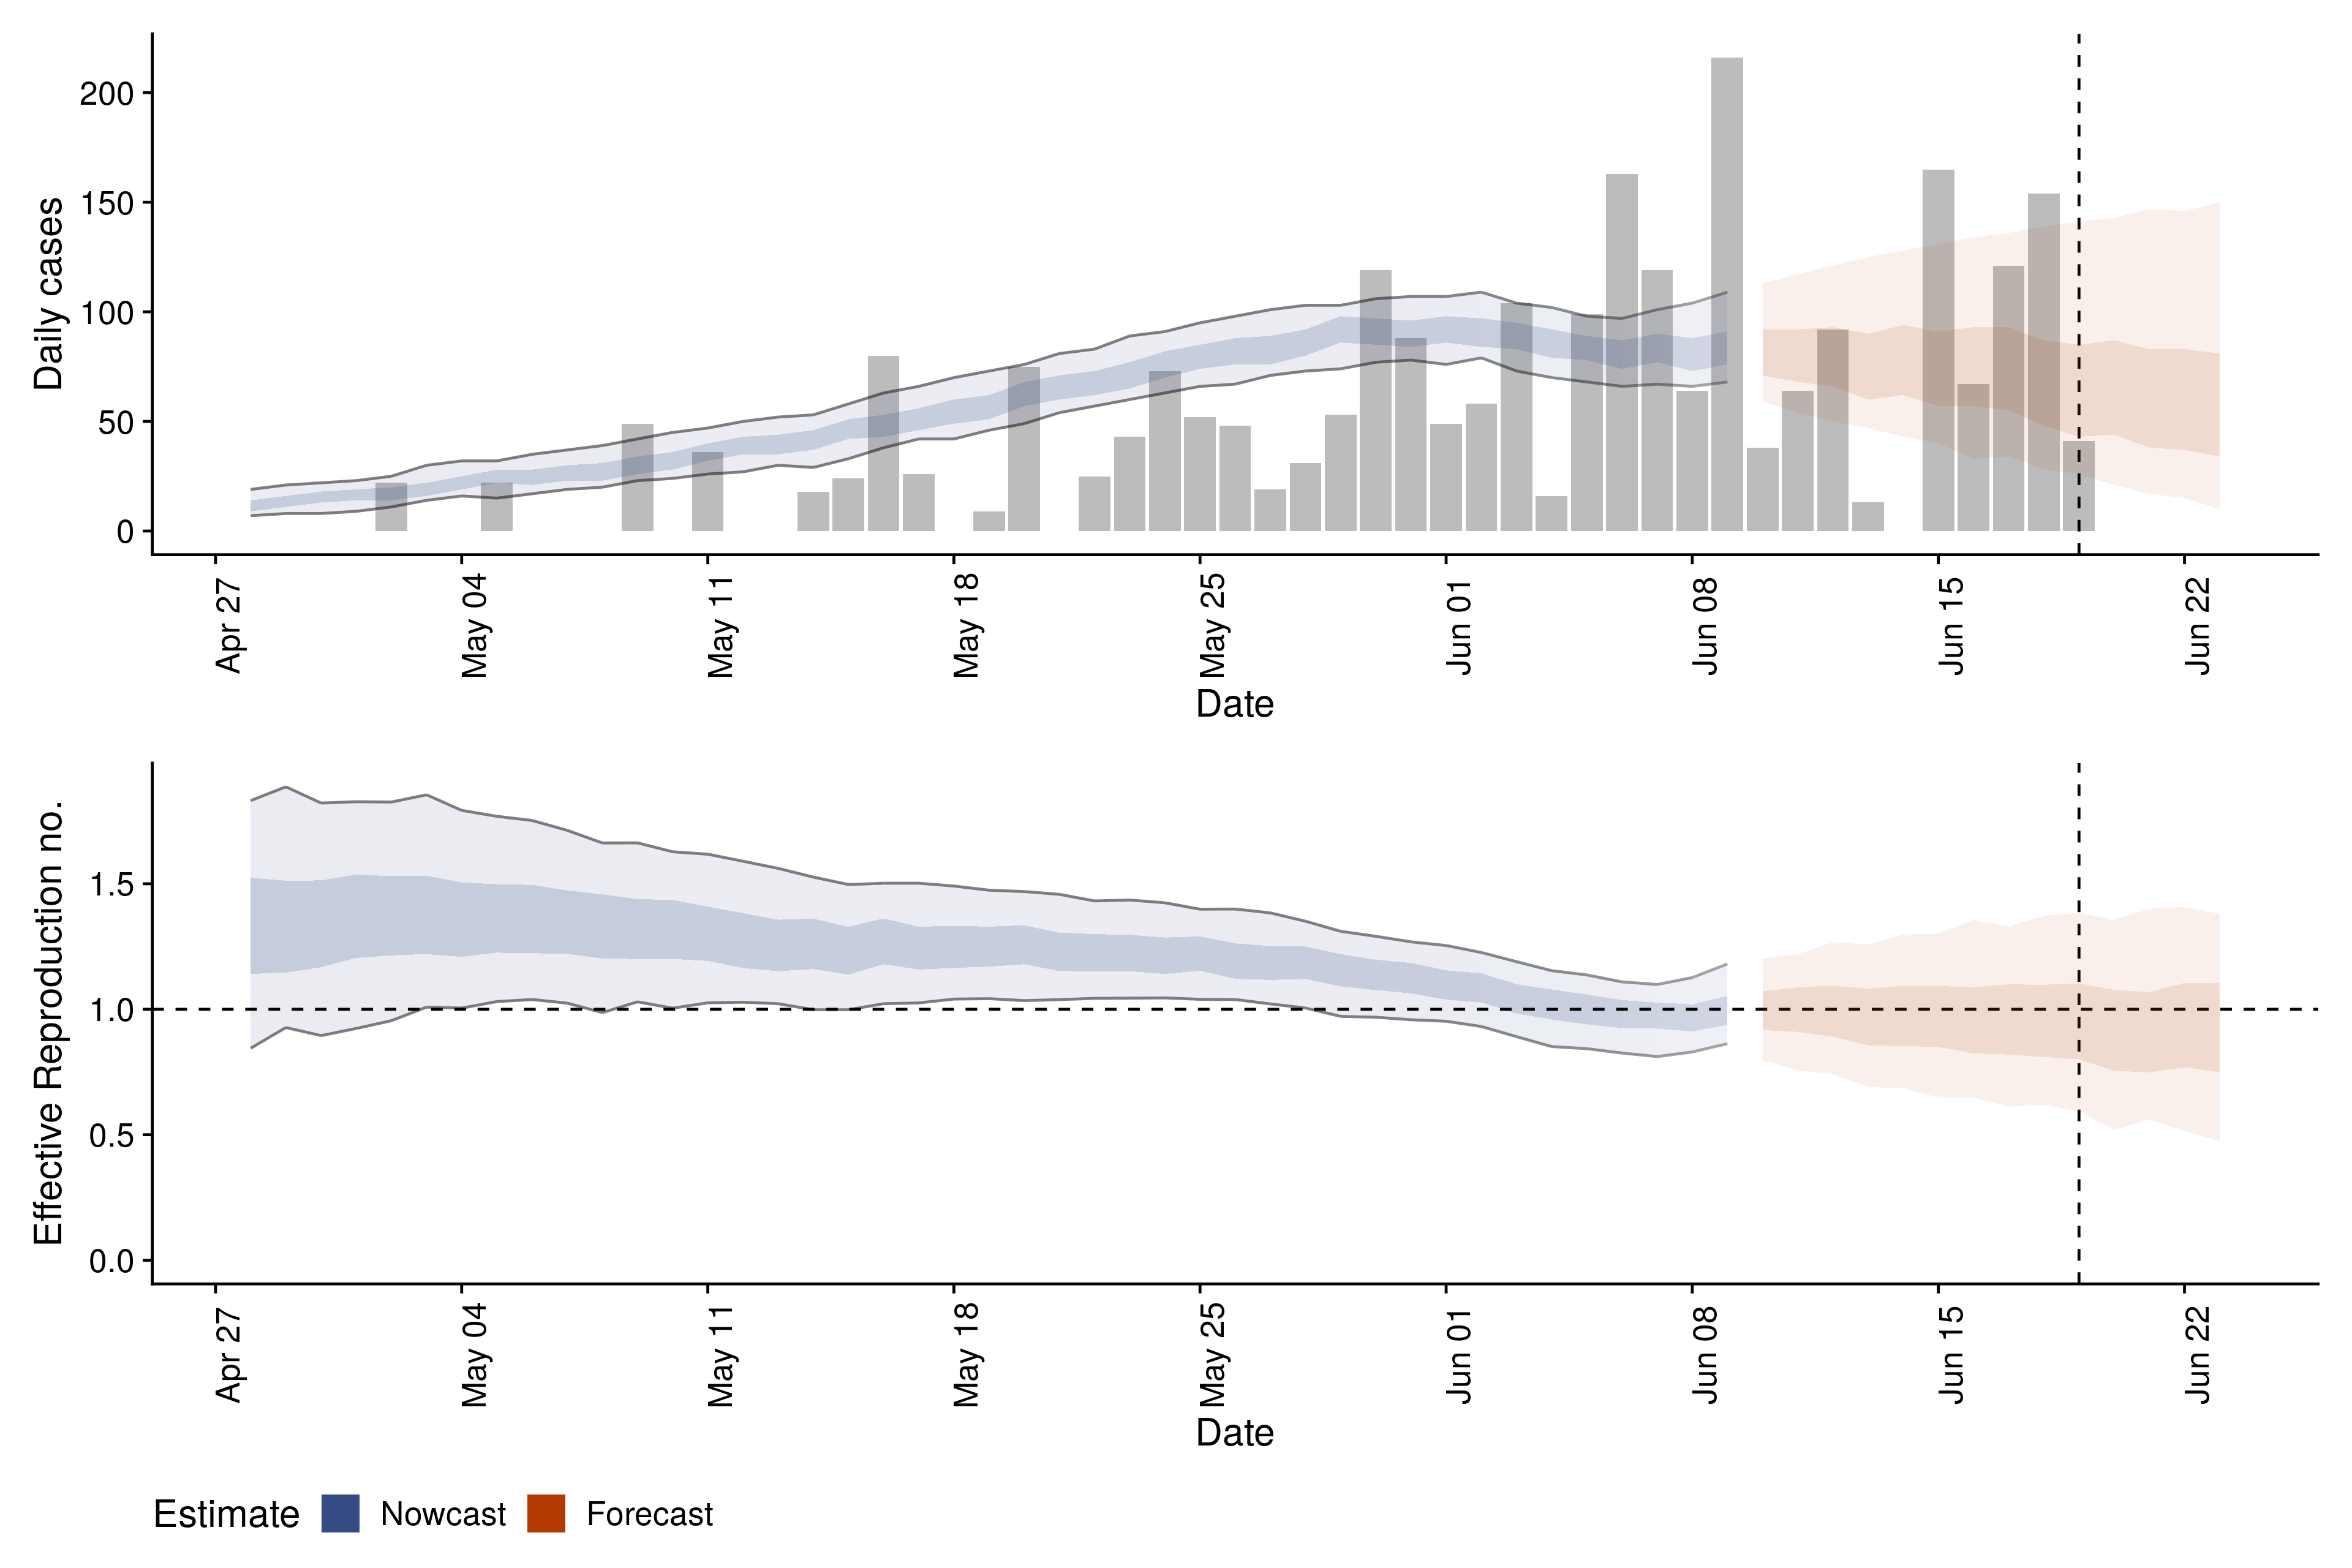 Daily cases
200
150
100
50
0
Apr 27
May 04
May 11
May 18
May 25
Jun 01
Jun 08
Jun 15
Jun 22
Date
Effective Reproduction no.
1.5
1.0
0.5
0.0
Apr 27
May 04
May 11
May 18
May 25
Jun 01
Jun 08
Jun 15
Jun 22
Date
Estimate Nowcast Forecast